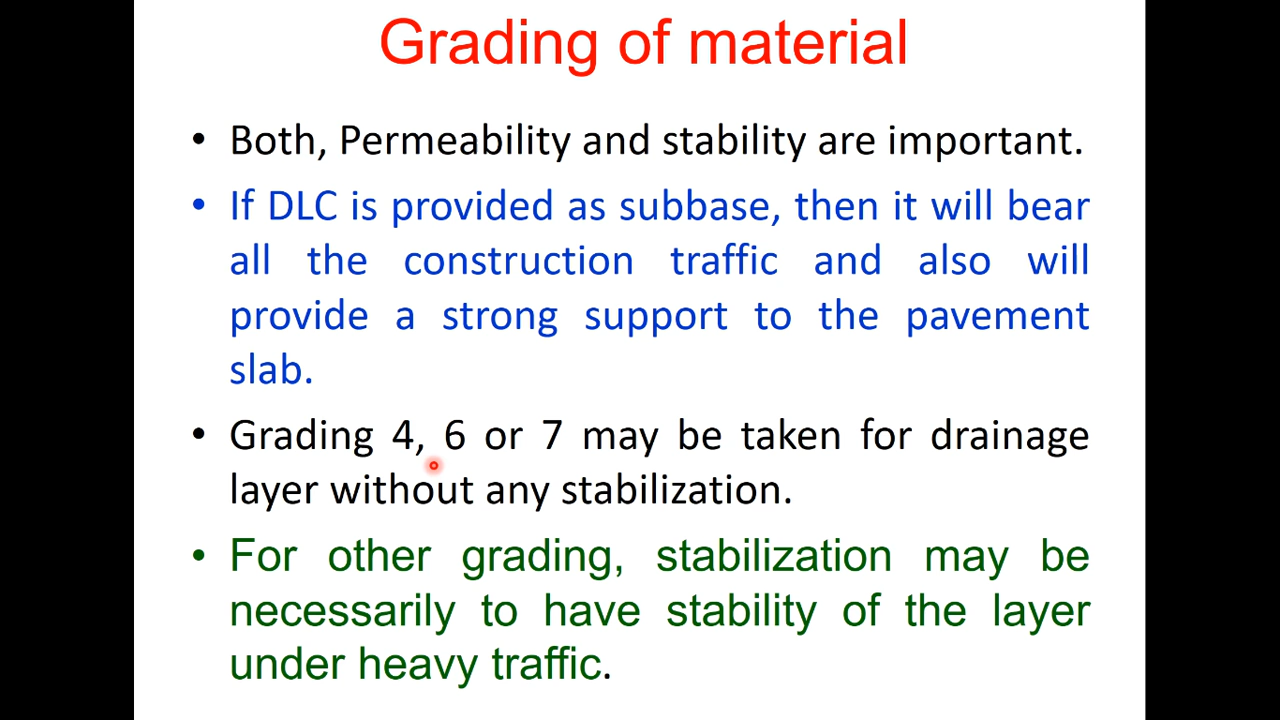 Grading of material
• Both, Permeability and stability are important.
• If DLC is provided as subbase, then it will bear
all the construction traffic and also will
provide a strong support to the pavement
slab.
• Grading 4, 6 or 7 may be taken for drainage
layer without any stabilization.
• For other grading, stabilization may be
necessarily to have stability of the layer
under heavy traffic.